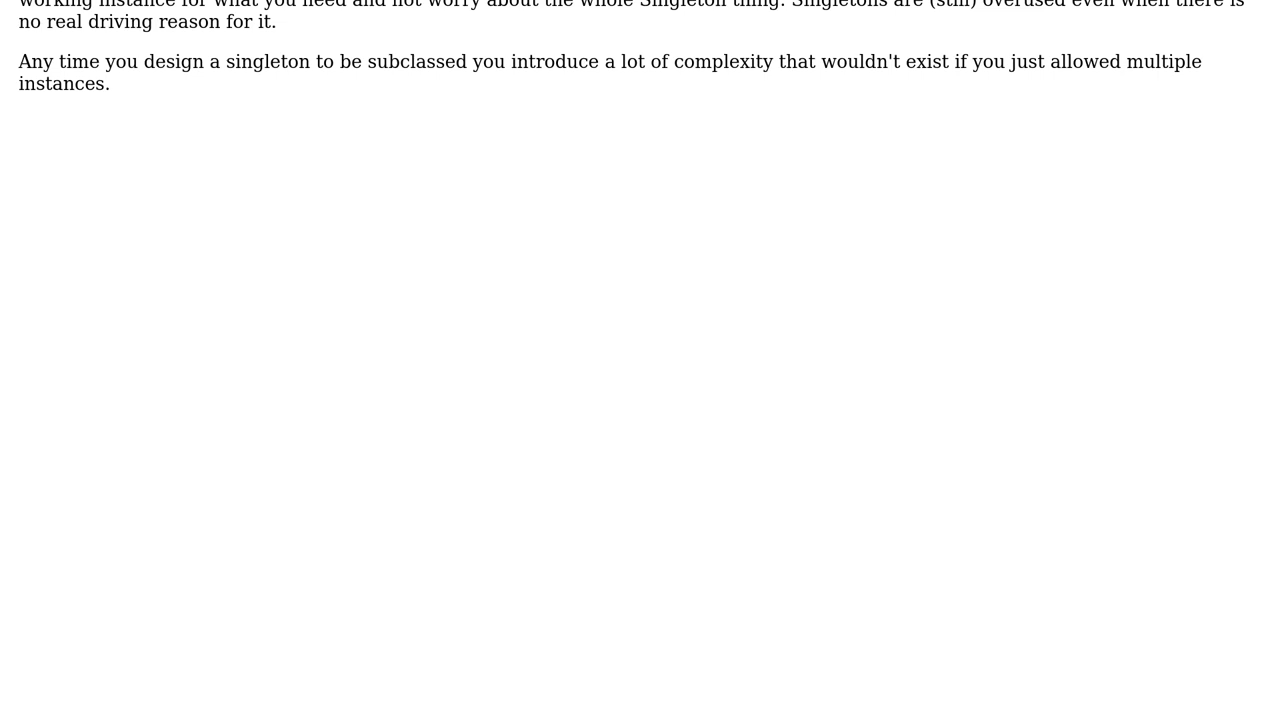 working instance for what you need and not worry about the whole Singleton thing. Singletons are (still) overused even when there is
no real driving reason for it.
Any time you design a singleton to be subclassed you introduce a lot of complexity that wouldn't exist if you just allowed multiple
instances.